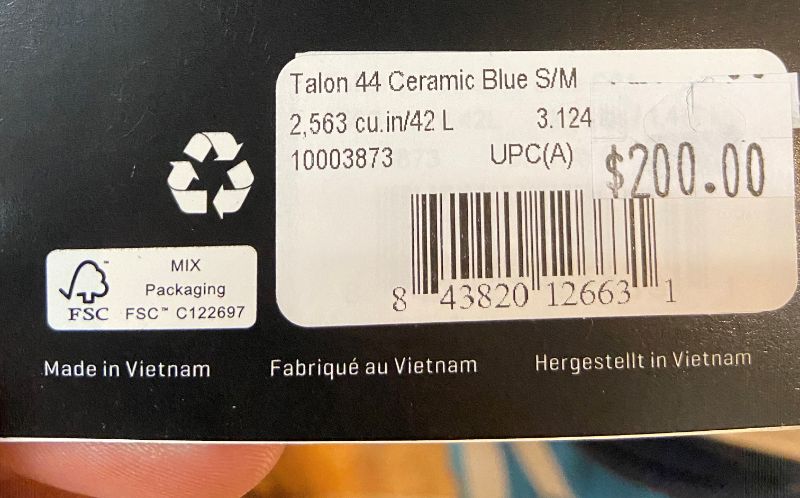 Talon 44 Ceramic Blue S/M
2,563 cu.in/42 L 3.124
10003873 UPC(A)
$200.00
8 43820 12663 1
MIX
Packaging
FSC™ C122697
FSC
Made in Vietnam
Fabriqué au Vietnam
Hergestellt in Vietnam